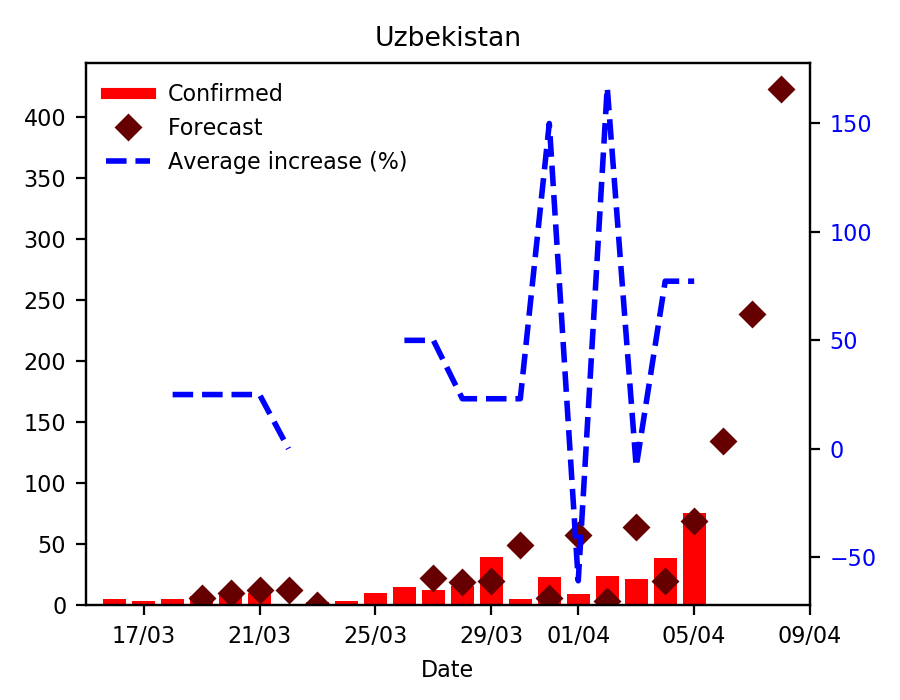 Uzbekistan
Confirmed
Forecast
Average increase (%)
400
350
300
250
200
150
100
50
0
150
100
50
0
−50
17/03 21/03 25/03 29/03 01/04 05/04 09/04
Date